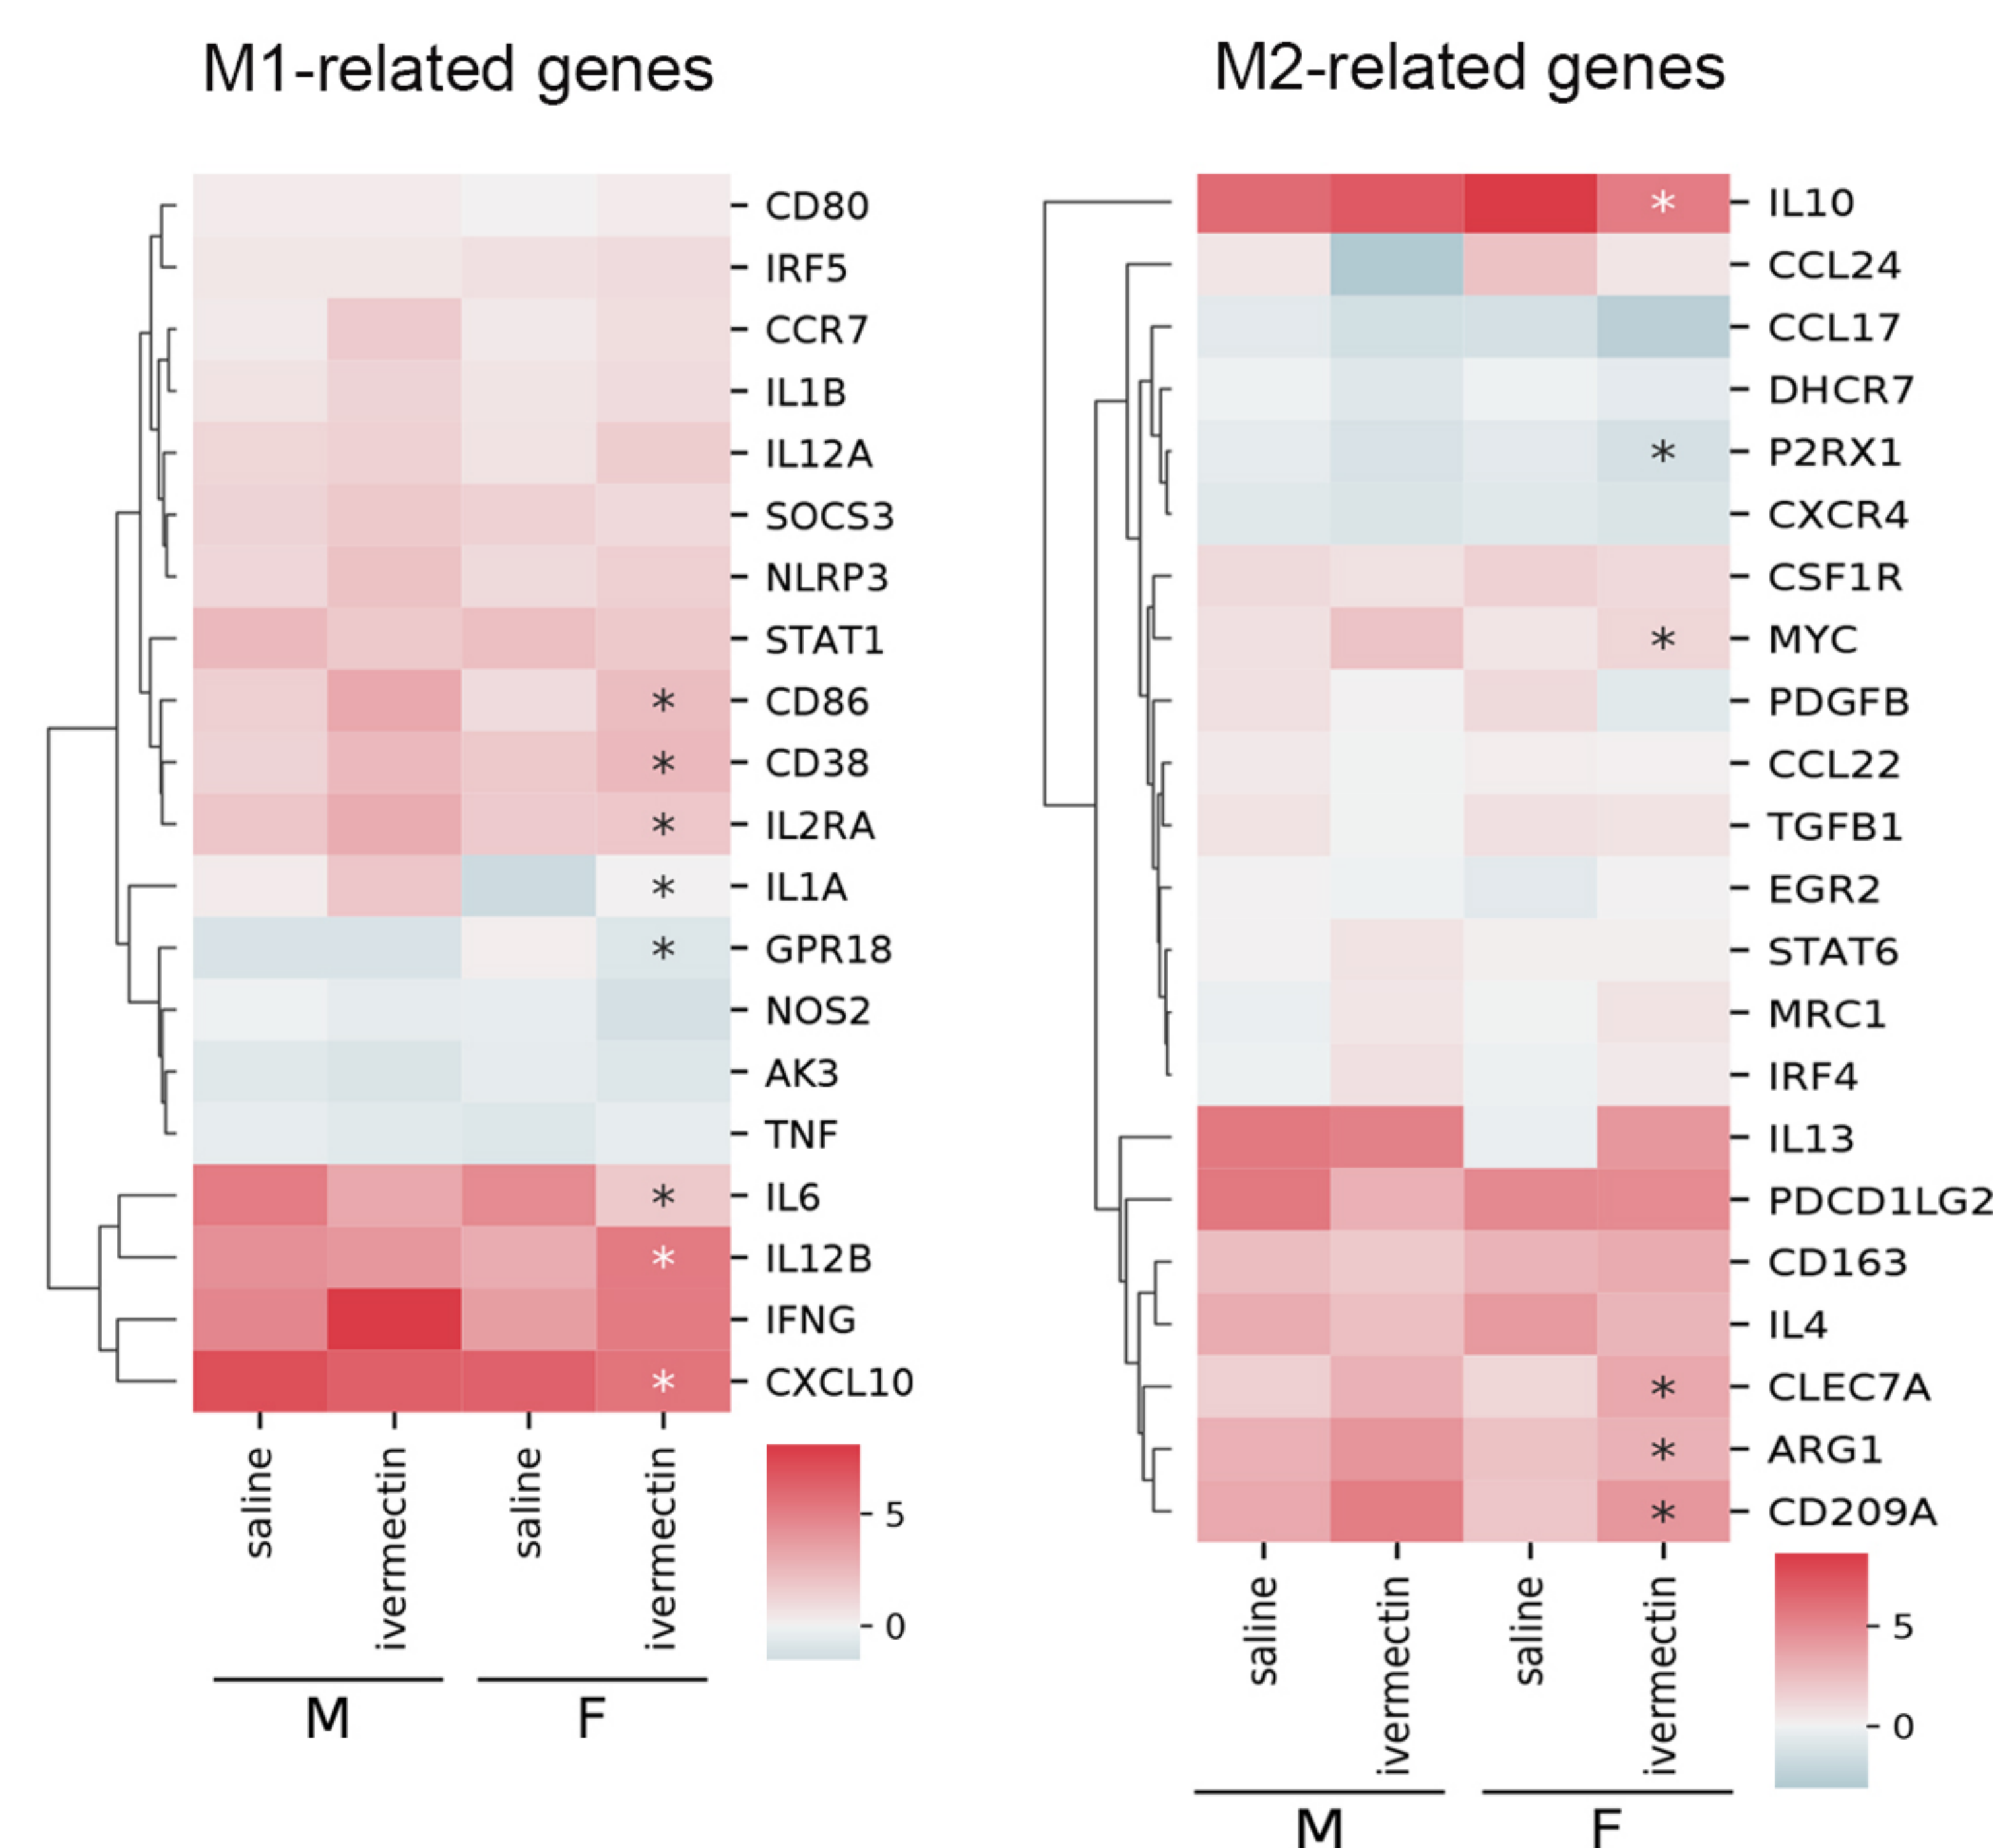 M1-related genes
CD80
IRF5
CCR7
IL1B
IL12A
SOCS3
NLRP3
STAT1
* CD86
* CD38
* IL2RA
* IL1A
* GPR18
NOS2
AK3
TNF
* IL6
* IL12B
IFNG
* CXCL10
saline
ivermectin
saline
ivermectin
M
F
5
0
M2-related genes
* IL10
CCL24
CCL17
DHCR7
* P2RX1
CXCR4
CSF1R
* MYC
PDGFB
CCL22
TGFB1
EGR2
STAT6
MRC1
IRF4
IL13
PDCD1LG2
CD163
IL4
* CLEC7A
* ARG1
* CD209A
saline
ivermectin
saline
ivermectin
M
F
5
0